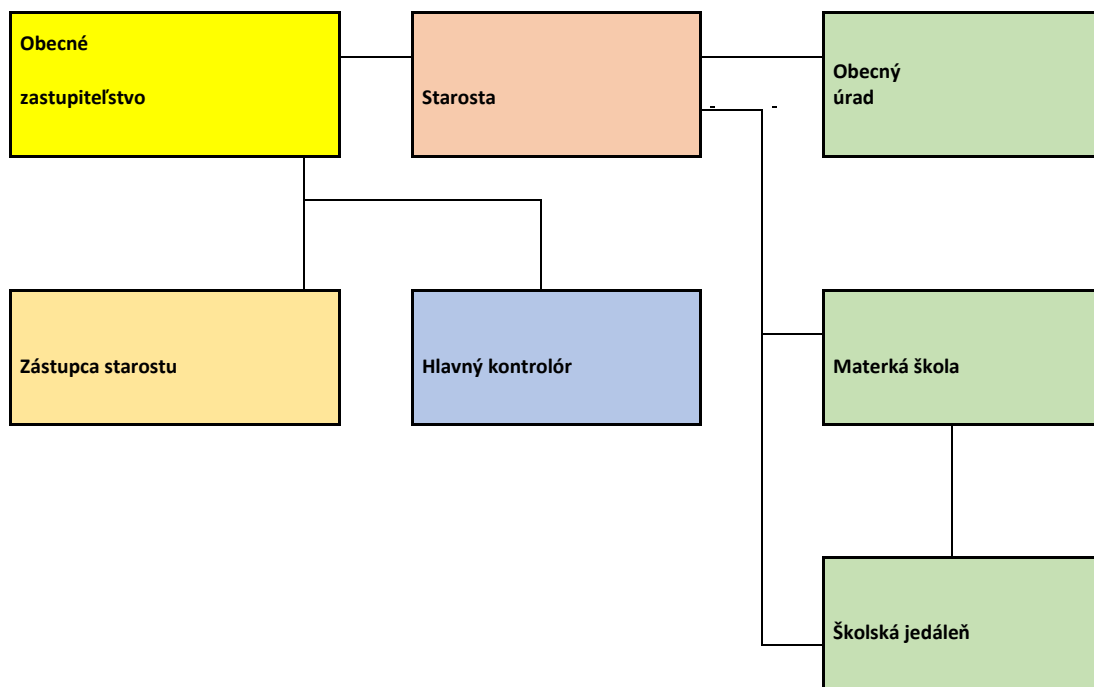 Obecné
zastupiteľstvo
Starosta
Obecný
úrad
- -
Zástupca starostu
Hlavný kontrolór
Materká škola
Školská jedáleň